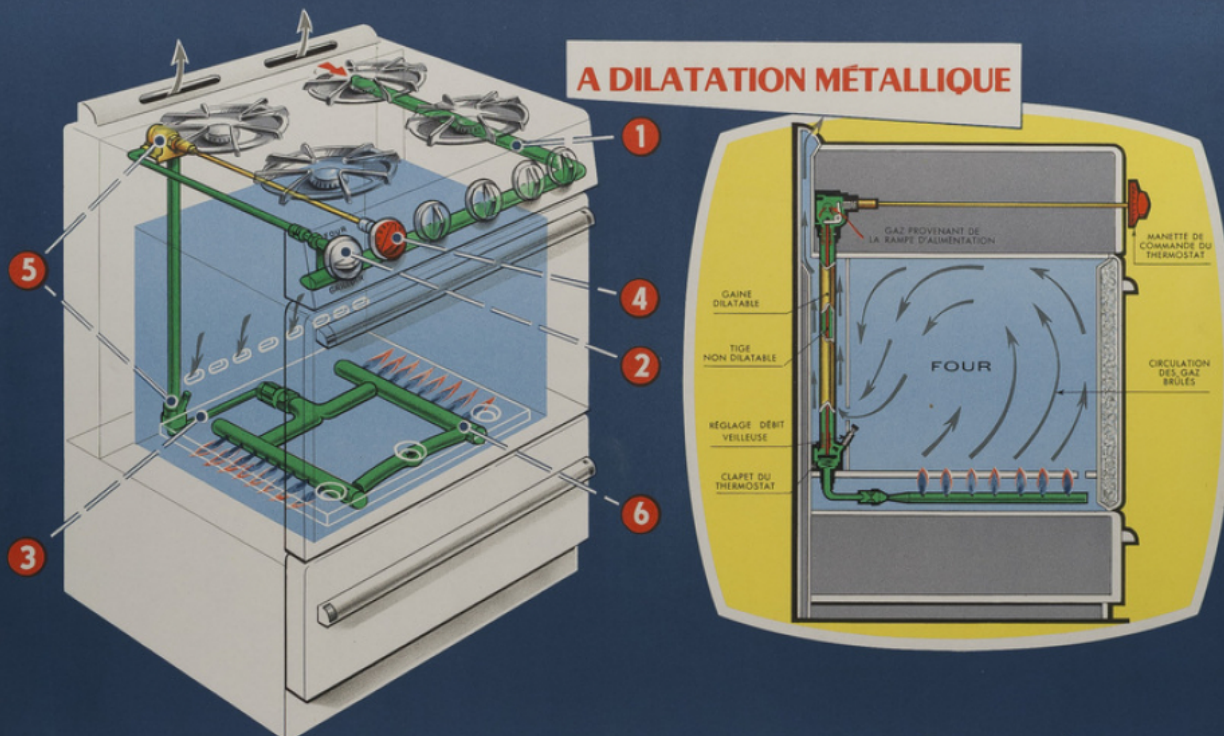 A DILATATION MÉTALLIQUE
1
5
FOUR
4
2
3
6
GAZ PROVENANT DE
LA RAMPE D'ALIMENTATION
MANETTE DE
COMMANDE DU
THERMOSTAT
GAINE
DILATABLE
TIGE
NON DILATABLE
FOUR
CIRCULATION
DES GAZ
BRÛLÉS
RÉGLAGE DÉBIT
VEILLEUSE
CLAPET DU
THERMOSTAT